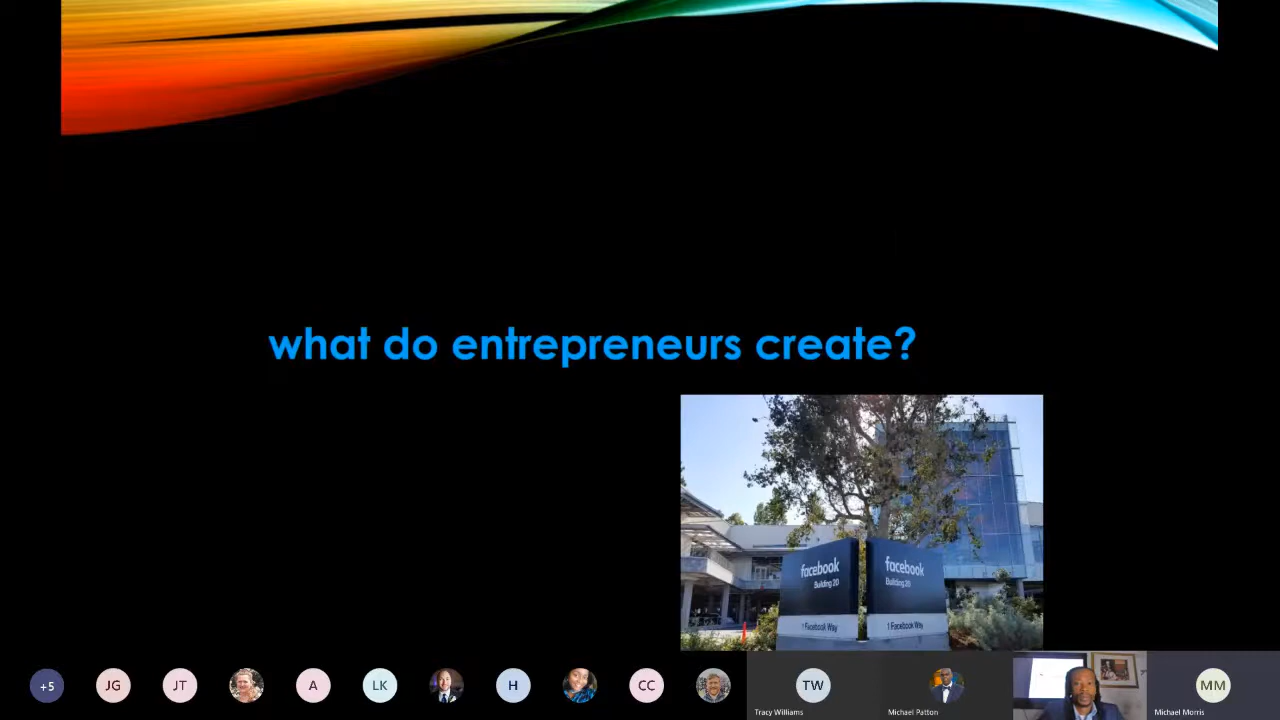 what do entrepreneurs create?
facebook
Building 20
1 Facebook Way
facebook
Building 20
1 Facebook Way
+5
JG
JT
A
LK
H
CC
TW
MM
Tracy Williams
Michael Patton
Michael Morris